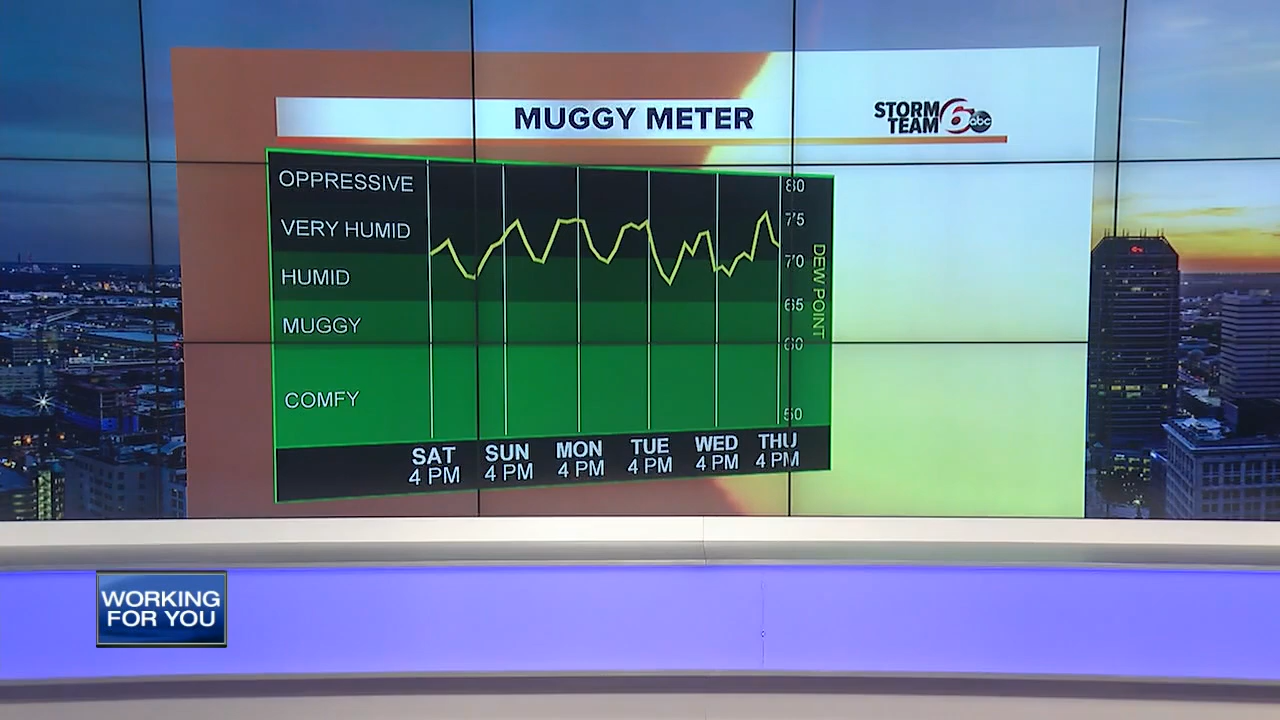 MUGGY METER
STORM
TEAM 6 abc
OPPRESSIVE
VERY HUMID
HUMID
MUGGY
COMFY
80
75
70
65
60
50
DEW POINT
SAT SUN MON TUE WED THU
4 PM 4 PM 4 PM 4 PM 4 PM 4 PM
WORKING
FOR YOU